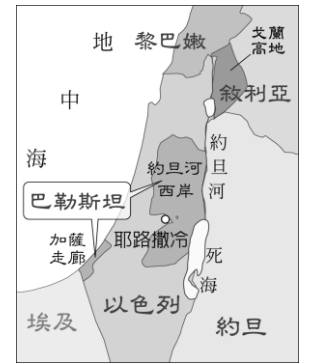 地中海
黎巴嫩
戈蘭
高地
敘利亞
約旦河
約旦河
西岸
巴勒斯坦
加薩
走廊
耶路撒冷
死海
以色列
埃及
約旦